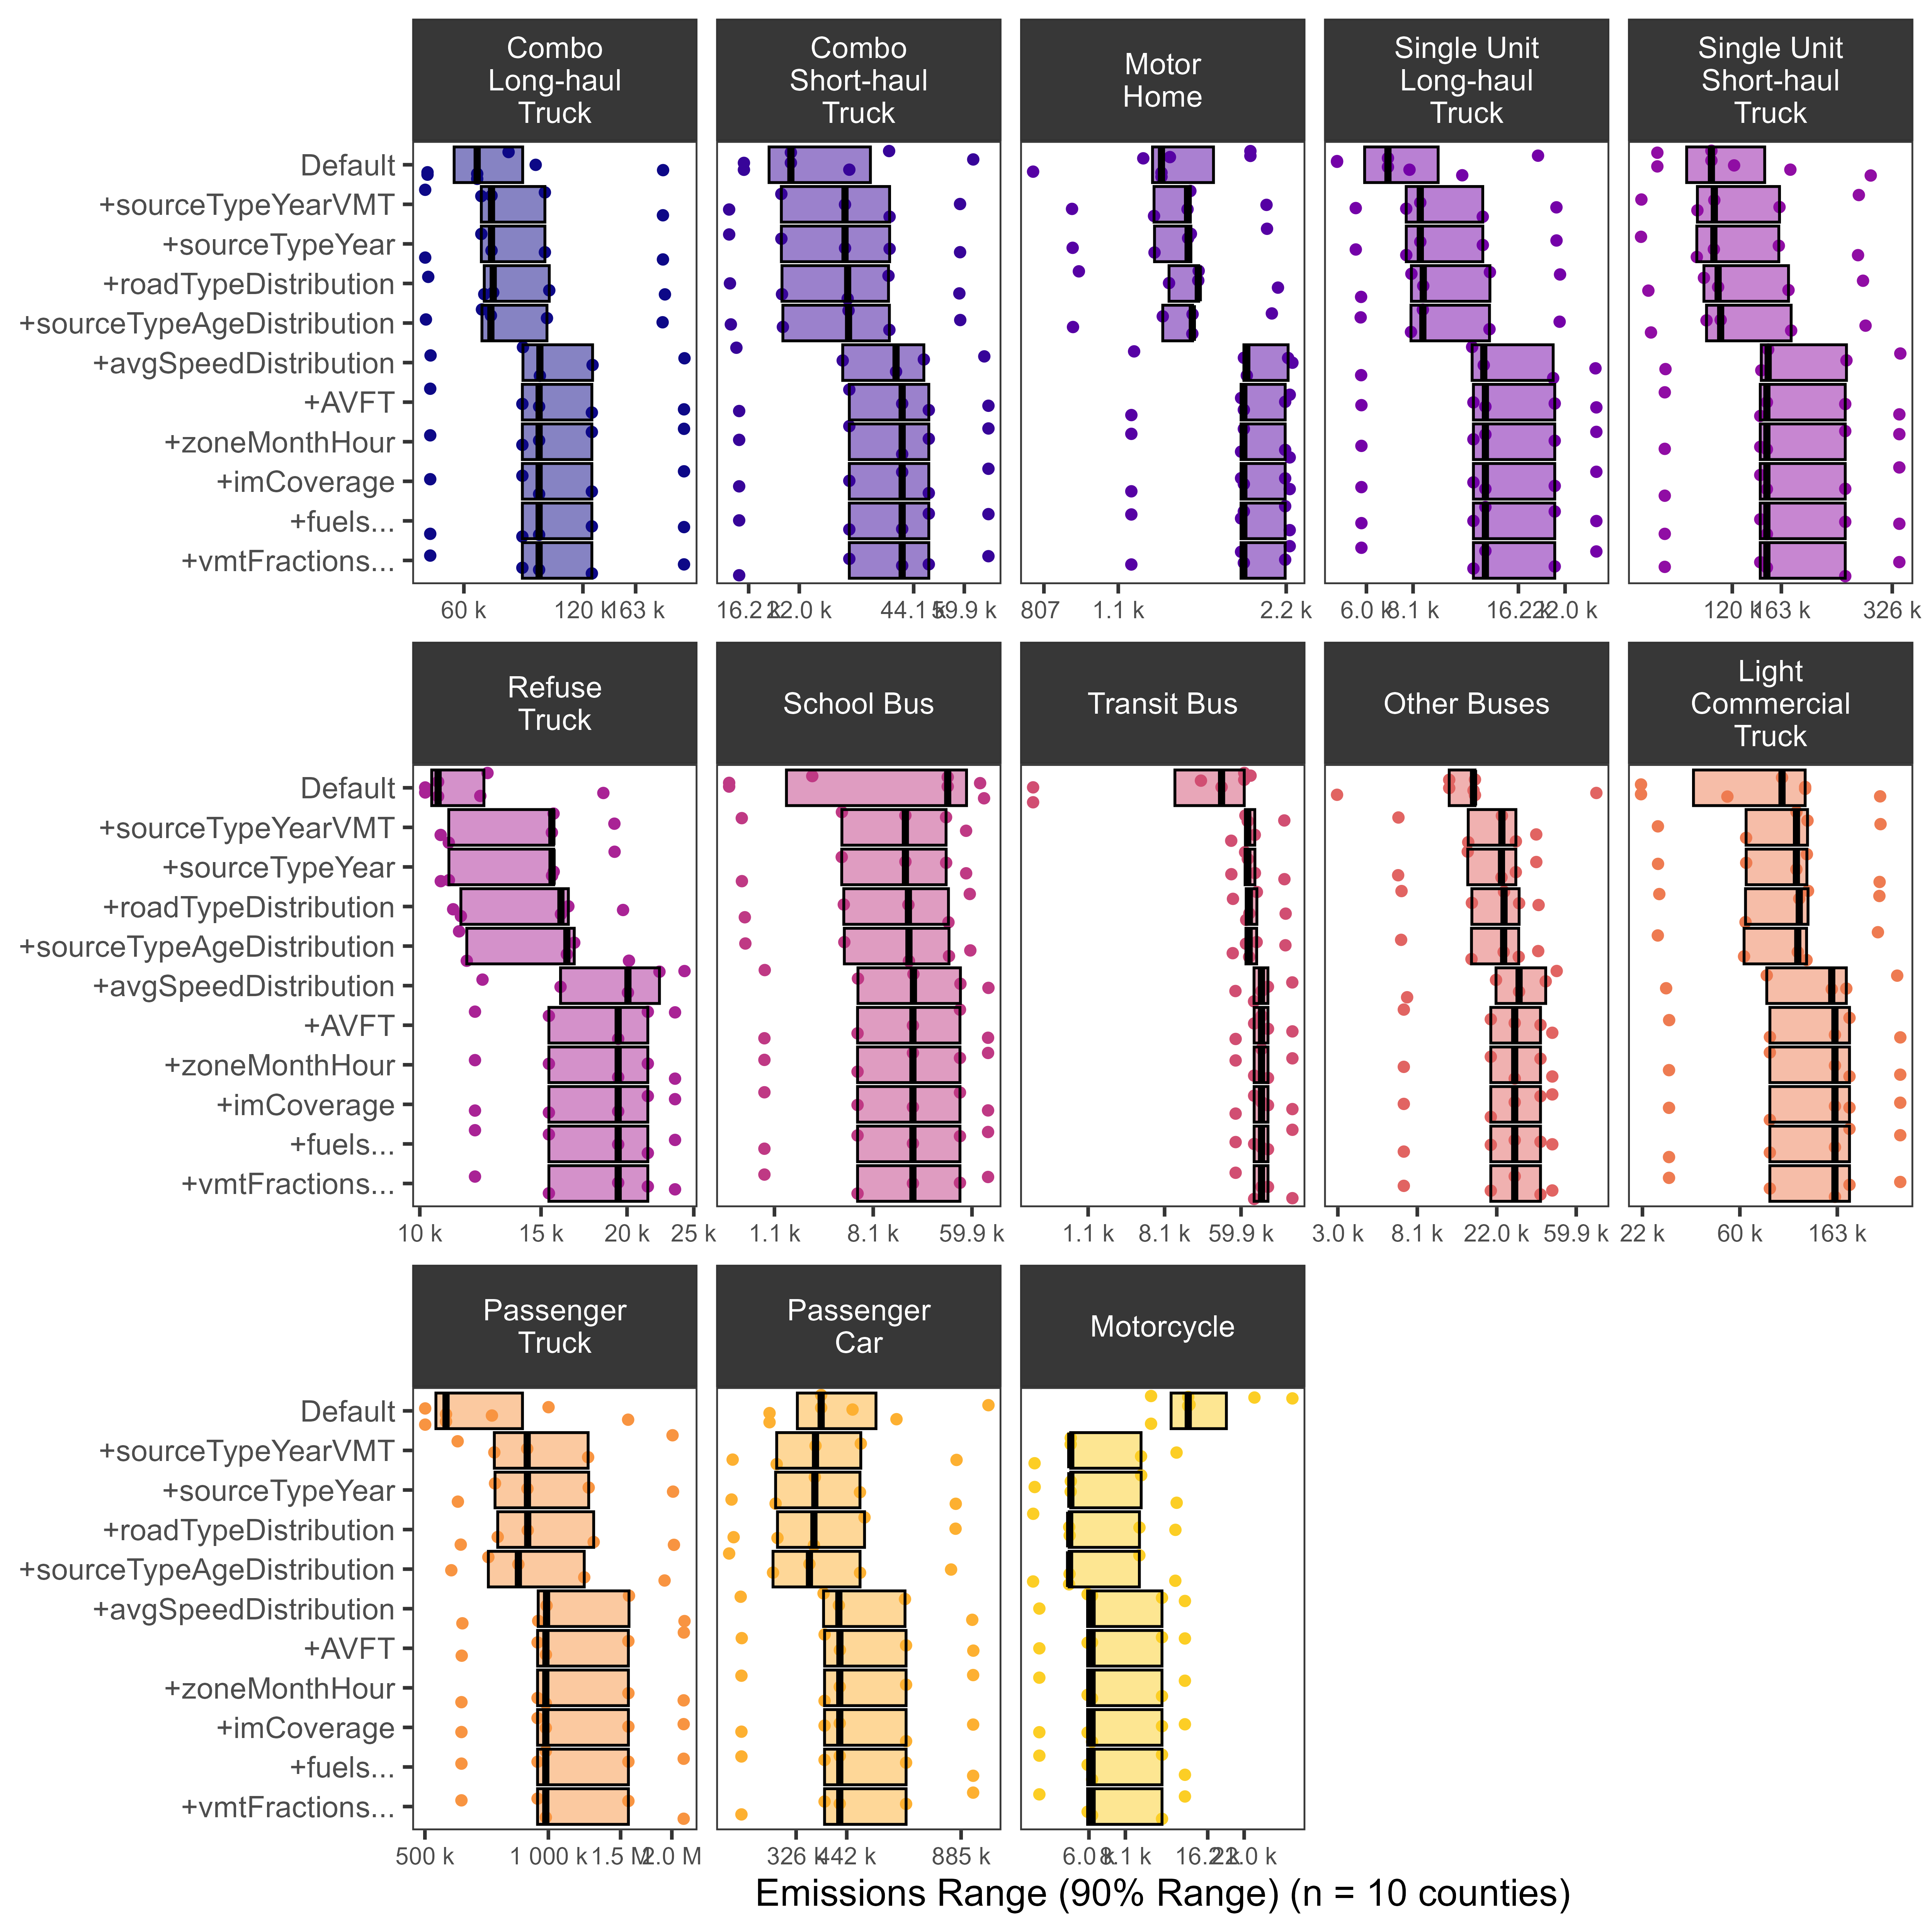 Combo
Long-haul
Truck
Combo
Short-haul
Truck
Motor
Home
Single Unit
Long-haul
Truck
Single Unit
Short-haul
Truck
Default
+sourceTypeYearVMT
+sourceTypeYear
+roadTypeDistribution
+sourceTypeAgeDistribution
+avgSpeedDistribution
+AVFT
+zoneMonthHour
+imCoverage
+fuels...
+vmtFractions...
60 k 120 k 163 k
16.2 k 22.0 k 44.1 k 59.9 k
807 1.1 k 2.2 k
6.0 k 8.1 k 16.2 k 22.0 k
120 k 163 k 326 k
Refuse
Truck
School Bus
Transit Bus
Other Buses
Light
Commercial
Truck
Default
+sourceTypeYearVMT
+sourceTypeYear
+roadTypeDistribution
+sourceTypeAgeDistribution
+avgSpeedDistribution
+AVFT
+zoneMonthHour
+imCoverage
+fuels...
+vmtFractions...
10 k 15 k 20 k 25 k
1.1 k 8.1 k 59.9 k
1.1 k 8.1 k 59.9 k
3.0 k 8.1 k 22.0 k 59.9 k
22 k 60 k 163 k
Passenger
Truck
Passenger
Car
Motorcycle
Default
+sourceTypeYearVMT
+sourceTypeYear
+roadTypeDistribution
+sourceTypeAgeDistribution
+avgSpeedDistribution
+AVFT
+zoneMonthHour
+imCoverage
+fuels...
+vmtFractions...
500 k 1 000 k 1.5 M 2.0 M
326 k 442 k 885 k
6.0 k 8.1 k 16.2 k 22.0 k
Emissions Range (90% Range) (n = 10 counties)